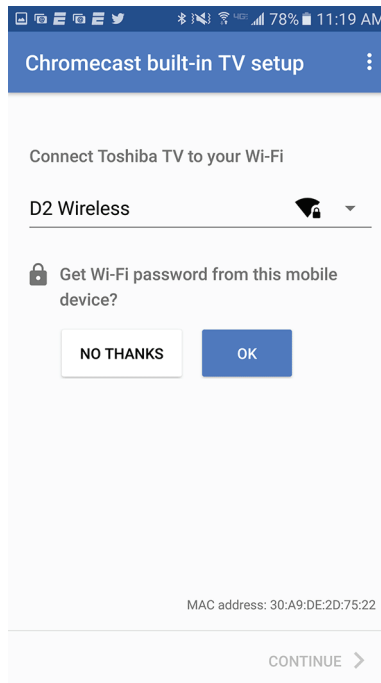 78% 11:19 AM
Chromecast built-in TV setup
Connect Toshiba TV to your Wi-Fi
D2 Wireless
Get Wi-Fi password from this mobile
device?
NO THANKS OK
MAC address: 30:A9:DE:2D:75:22
CONTINUE